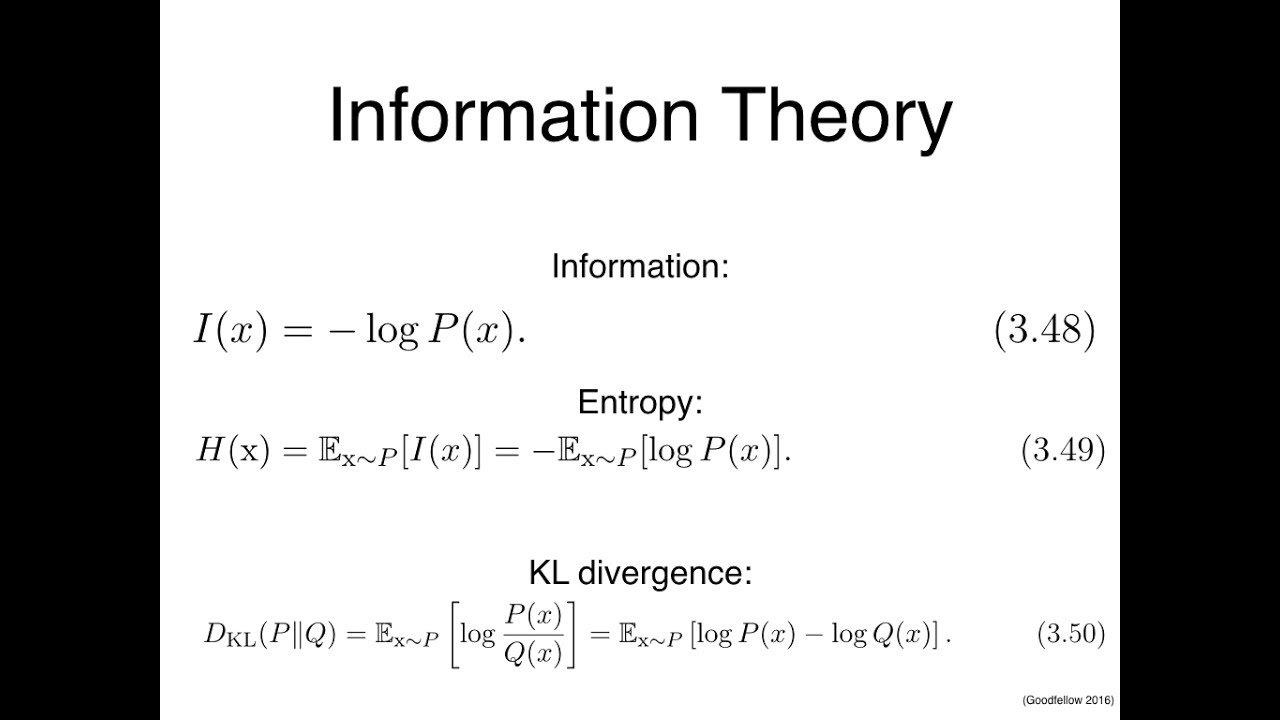 Information Theory
Information:
I(x) = − log P(x). (3.48)
Entropy:
H(x) = 𝔼x∼P[I(x)] = −𝔼x∼P[log P(x)]. (3.49)
KL divergence:
DKL(P‖Q) = 𝔼x∼P [log P(x)/Q(x)] = 𝔼x∼P [log P(x) − log Q(x)] . (3.50)
(Goodfellow 2016)